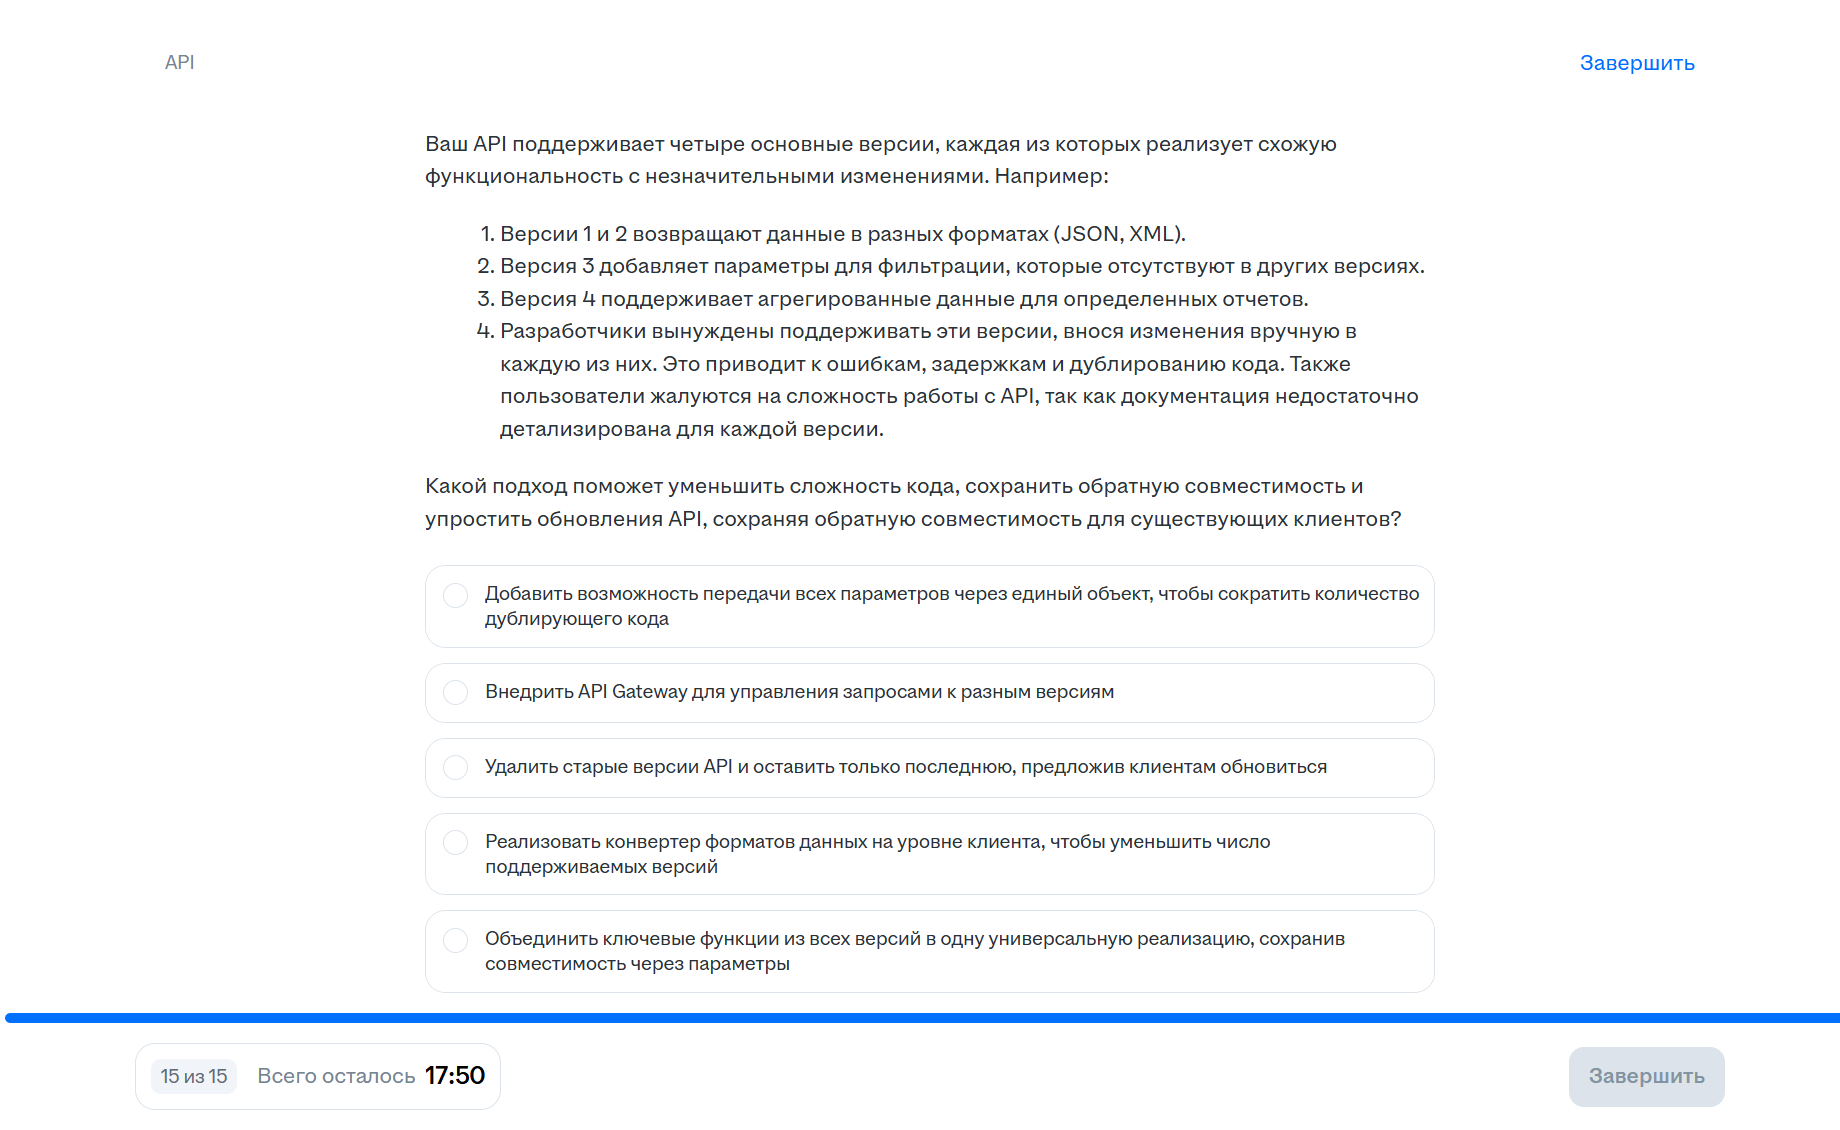 API
Завершить
Ваш API поддерживает четыре основные версии, каждая из которых реализует схожую
функциональность с незначительными изменениями. Например:
1. Версии 1 и 2 возвращают данные в разных форматах (JSON, XML).
2. Версия 3 добавляет параметры для фильтрации, которые отсутствуют в других версиях.
3. Версия 4 поддерживает агрегированные данные для определенных отчетов.
4. Разработчики вынуждены поддерживать эти версии, внося изменения вручную в
каждую из них. Это приводит к ошибкам, задержкам и дублированию кода. Также
пользователи жалуются на сложность работы с API, так как документация недостаточно
детализирована для каждой версии.
Какой подход поможет уменьшить сложность кода, сохранить обратную совместимость и
упростить обновления API, сохраняя обратную совместимость для существующих клиентов?
Добавить возможность передачи всех параметров через единый объект, чтобы сократить количество
дублирующего кода
Внедрить API Gateway для управления запросами к разным версиям
Удалить старые версии API и оставить только последнюю, предложив клиентам обновиться
Реализовать конвертер форматов данных на уровне клиента, чтобы уменьшить число
поддерживаемых версий
Объединить ключевые функции из всех версий в одну универсальную реализацию, сохранив
совместимость через параметры
15 из 15
Всего осталось 17:50
Завершить